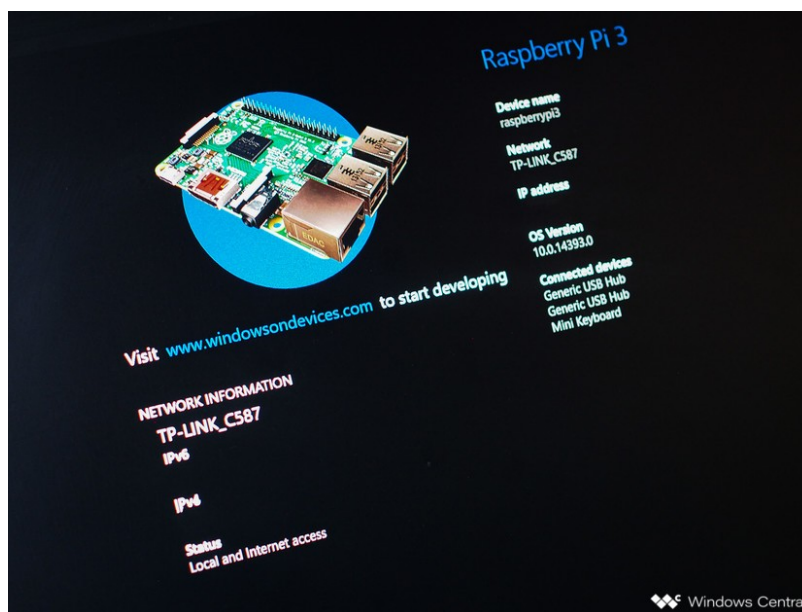 Raspberry Pi 3
Device name
raspberrypi3
Network
TP-LINK_C587
IP address
OS Version
10.0.14393.0
Connected devices
Generic USB Hub
Generic USB Hub
Mini Keyboard
EDAC
Visit www.windowsondevices.com to start developing
NETWORK INFORMATION
TP-LINK_C587
IPv6
IPv4
Status
Local and Internet access
Windows Centra